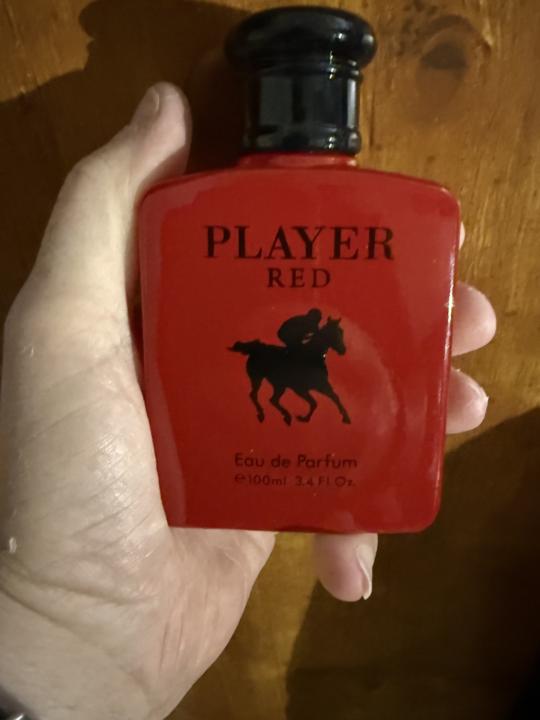 PLAYER
RED
Eau de Parfum
℮100ml 3.4 Fl Oz.